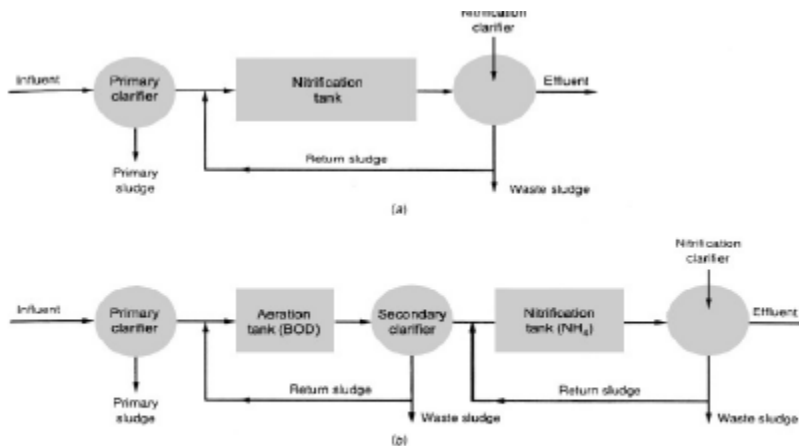 Nitrification
clarifier
Influent
Primary
clarifier
Nitrification
tank
Effluent
Return sludge
Primary
sludge
Waste sludge
(a)
Nitrification
clarifier
Influent
Primary
clarifier
Aeration
tank (BOD)
Secondary
clarifier
Nitrification
tank (NH₄)
Effluent
Return sludge
Return sludge
Primary
sludge
Waste sludge
Waste sludge
(b)